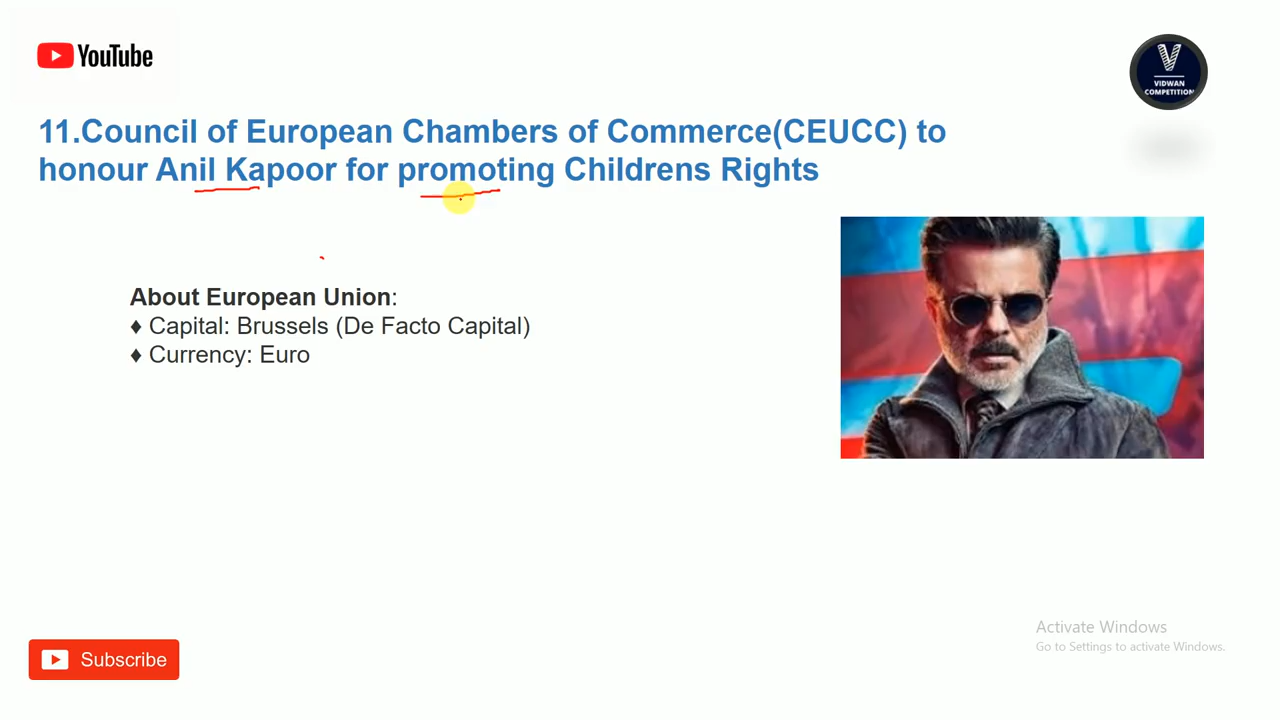 YouTube
VIDWAN
COMPETITION
11.Council of European Chambers of Commerce(CEUCC) to
honour Anil Kapoor for promoting Childrens Rights
About European Union:
♦ Capital: Brussels (De Facto Capital)
♦ Currency: Euro
Activate Windows
Go to Settings to activate Windows.
Subscribe